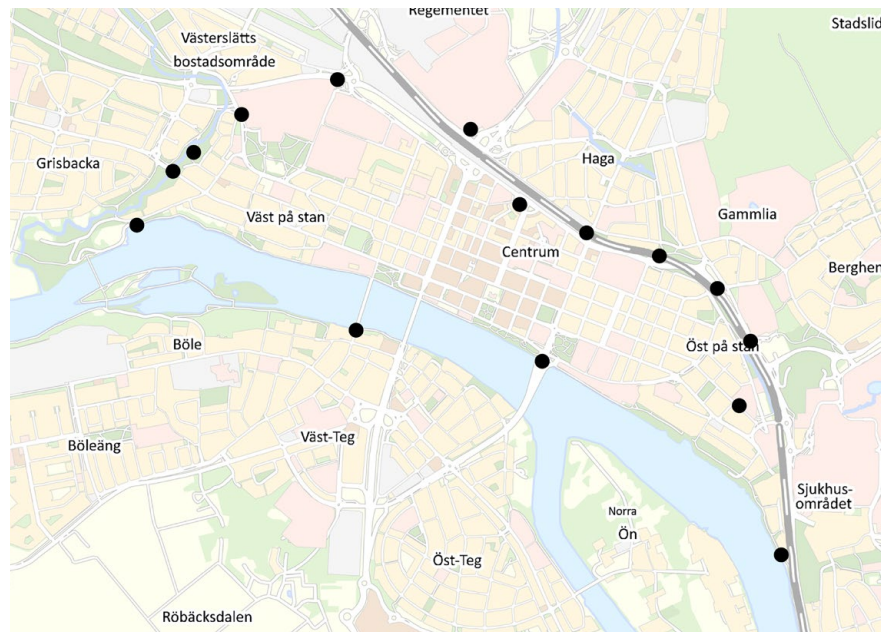 Regementet
Stadslid
Västerslätts
bostadsområde
Haga
Grisbacka
Väst på stan
Gammlia
Centrum
Berghem
Böle
Öst på stan
Väst-Teg
Böleäng
Sjukhus-
området
Norra
Ön
Öst-Teg
Röbäcksdalen